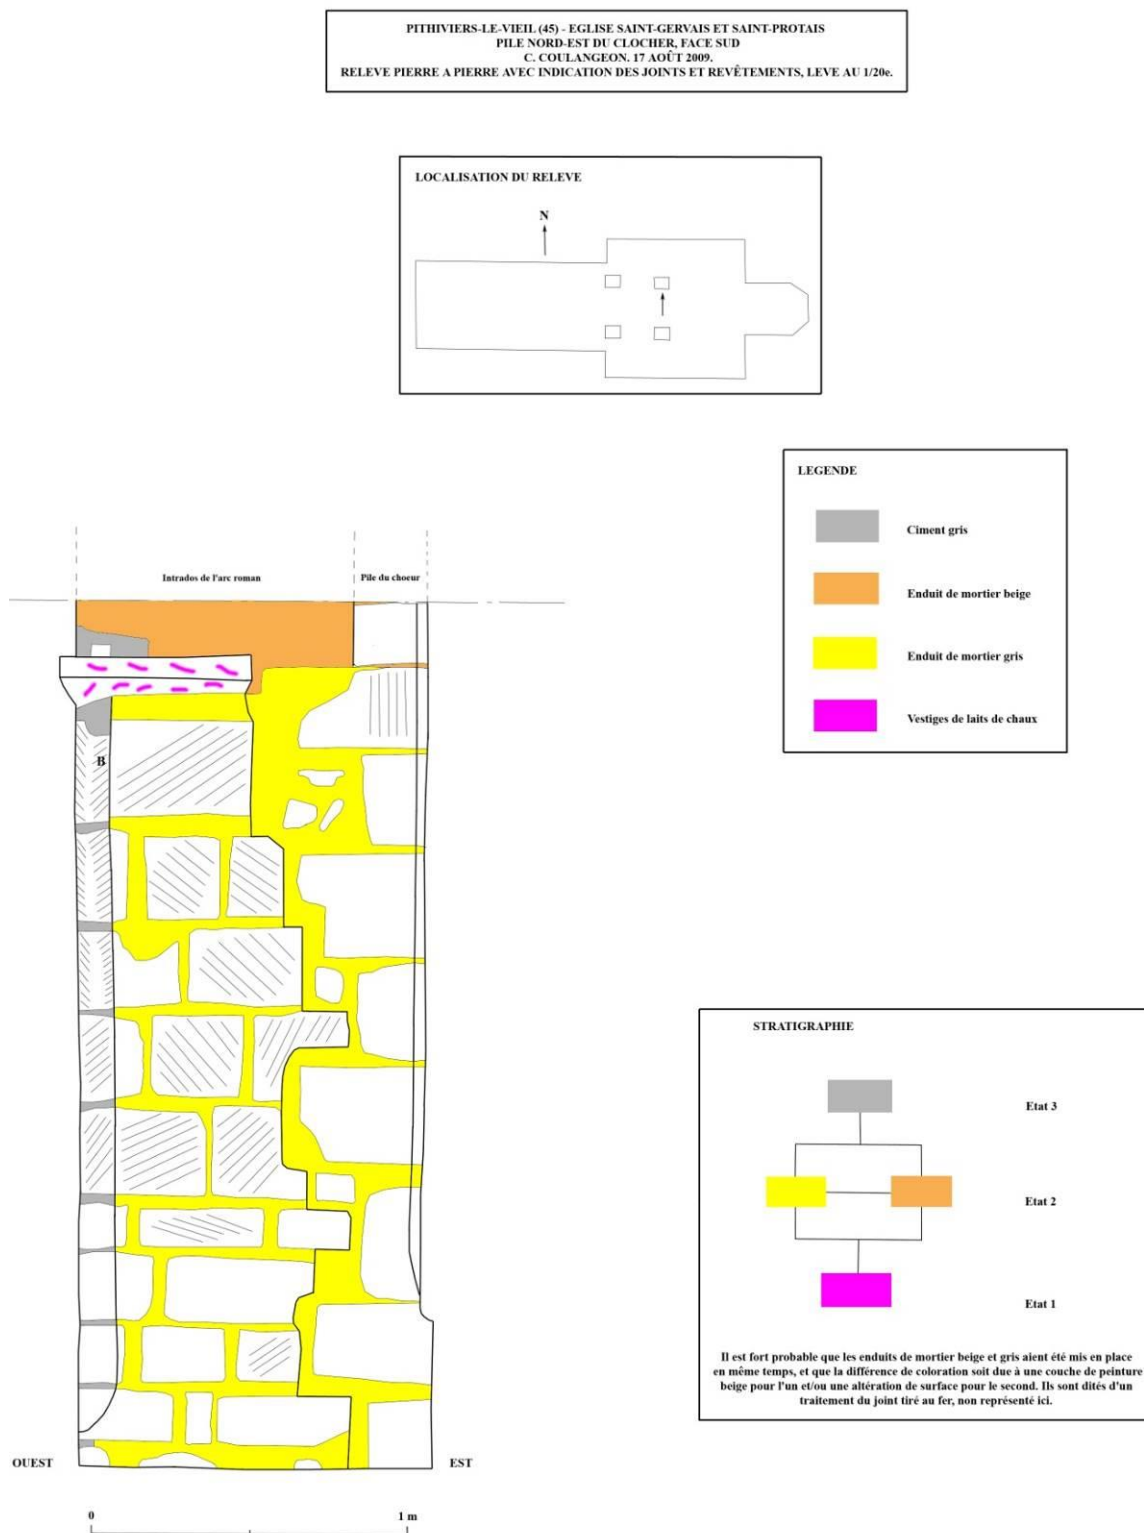 PITHIVIERS-LE-VIEIL (45) - EGLISE SAINT-GERVAIS ET SAINT-PROTAIS
PILE NORD-EST DU CLOCHER, FACE SUD
C. COULANGEON. 17 AOÛT 2009.
RELEVE PIERRE A PIERRE AVEC INDICATION DES JOINTS ET REVÊTEMENTS, LEVE AU 1/20e.
LOCALISATION DU RELEVE
N
LEGENDE
Ciment gris
Enduit de mortier beige
Enduit de mortier gris
Vestiges de laits de chaux
Intrados de l'arc roman
Pile du choeur
B
STRATIGRAPHIE
Etat 3
Etat 2
Etat 1
Il est fort probable que les enduits de mortier beige et gris aient été mis en place
en même temps, et que la différence de coloration soit due à une couche de peinture
beige pour l'un et/ou une altération de surface pour le second. Ils sont dités d'un
traitement du joint tiré au fer, non représenté ici.
OUEST
EST
0
1 m